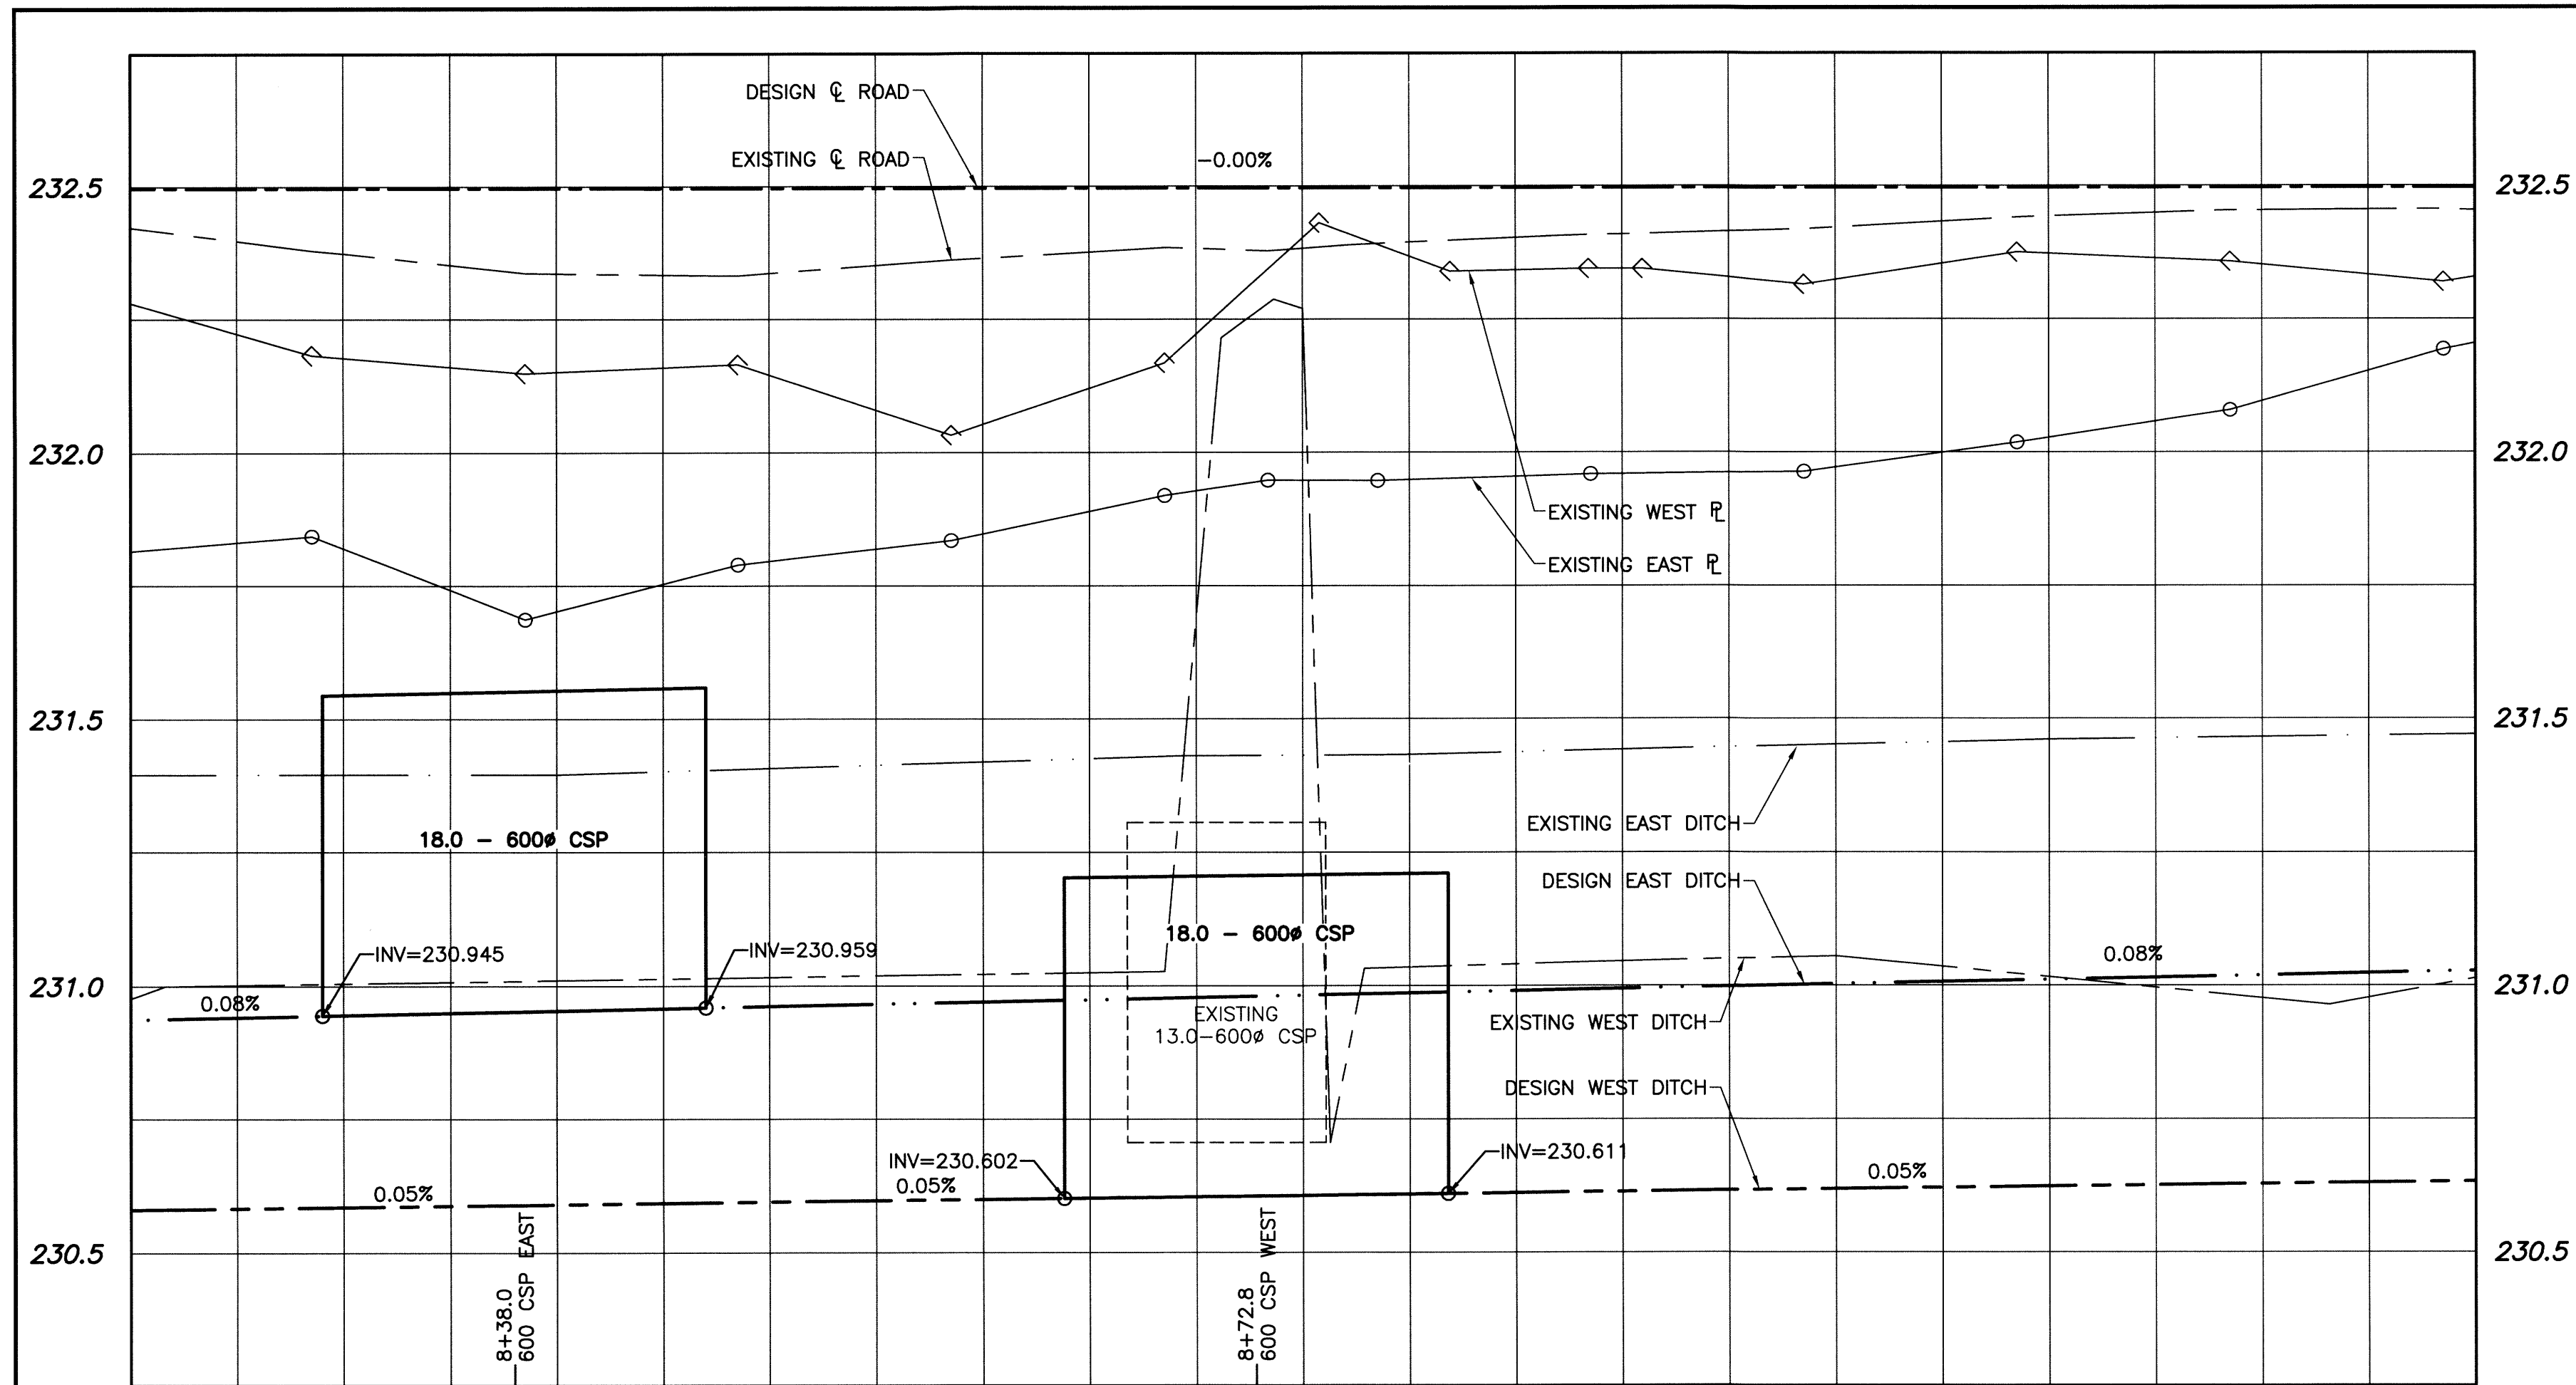 DESIGN ℄ ROAD
EXISTING ℄ ROAD
-0.00%
232.5
232.5
232.0
232.0
EXISTING WEST ⅊
EXISTING EAST ⅊
231.5
231.5
18.0 - 600ø CSP
EXISTING EAST DITCH
DESIGN EAST DITCH
18.0 - 600ø CSP
INV=230.945
INV=230.959
0.08%
231.0
231.0
0.08%
EXISTING
13.0-600ø CSP
EXISTING WEST DITCH
DESIGN WEST DITCH
INV=230.602
INV=230.611
0.05%
0.05%
0.05%
230.5
230.5
8+38.0
600 CSP EAST
8+72.8
600 CSP WEST